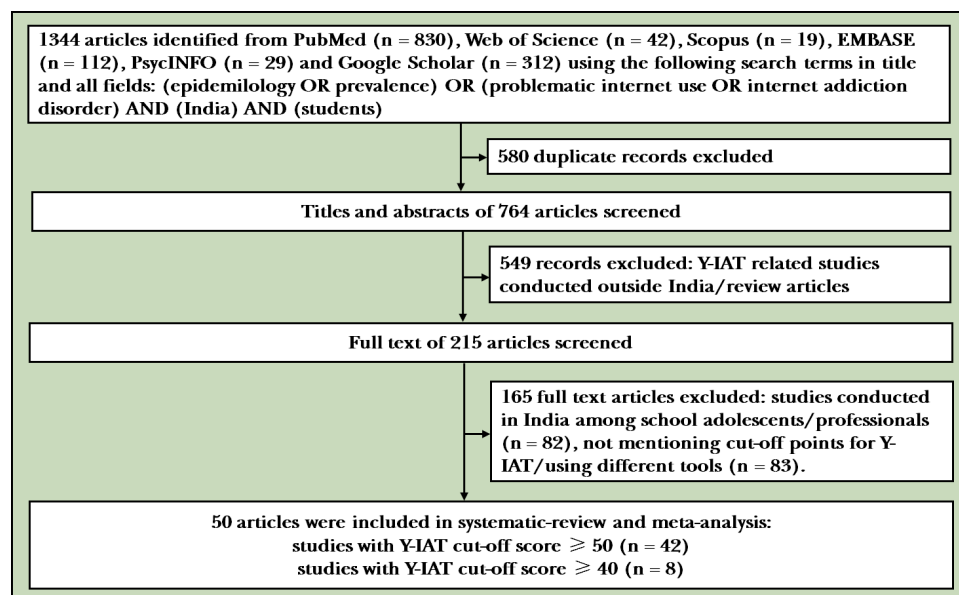 1344 articles identified from PubMed (n = 830), Web of Science (n = 42), Scopus (n = 19), EMBASE
(n = 112), PsycINFO (n = 29) and Google Scholar (n = 312) using the following search terms in title
and all fields: (epidemilology OR prevalence) OR (problematic internet use OR internet addiction
disorder) AND (India) AND (students)
580 duplicate records excluded
Titles and abstracts of 764 articles screened
549 records excluded: Y-IAT related studies
conducted outside India/review articles
Full text of 215 articles screened
165 full text articles excluded: studies conducted
in India among school adolescents/professionals
(n = 82), not mentioning cut-off points for Y-
IAT/using different tools (n = 83).
50 articles were included in systematic-review and meta-analysis:
studies with Y-IAT cut-off score ⩾ 50 (n = 42)
studies with Y-IAT cut-off score ⩾ 40 (n = 8)